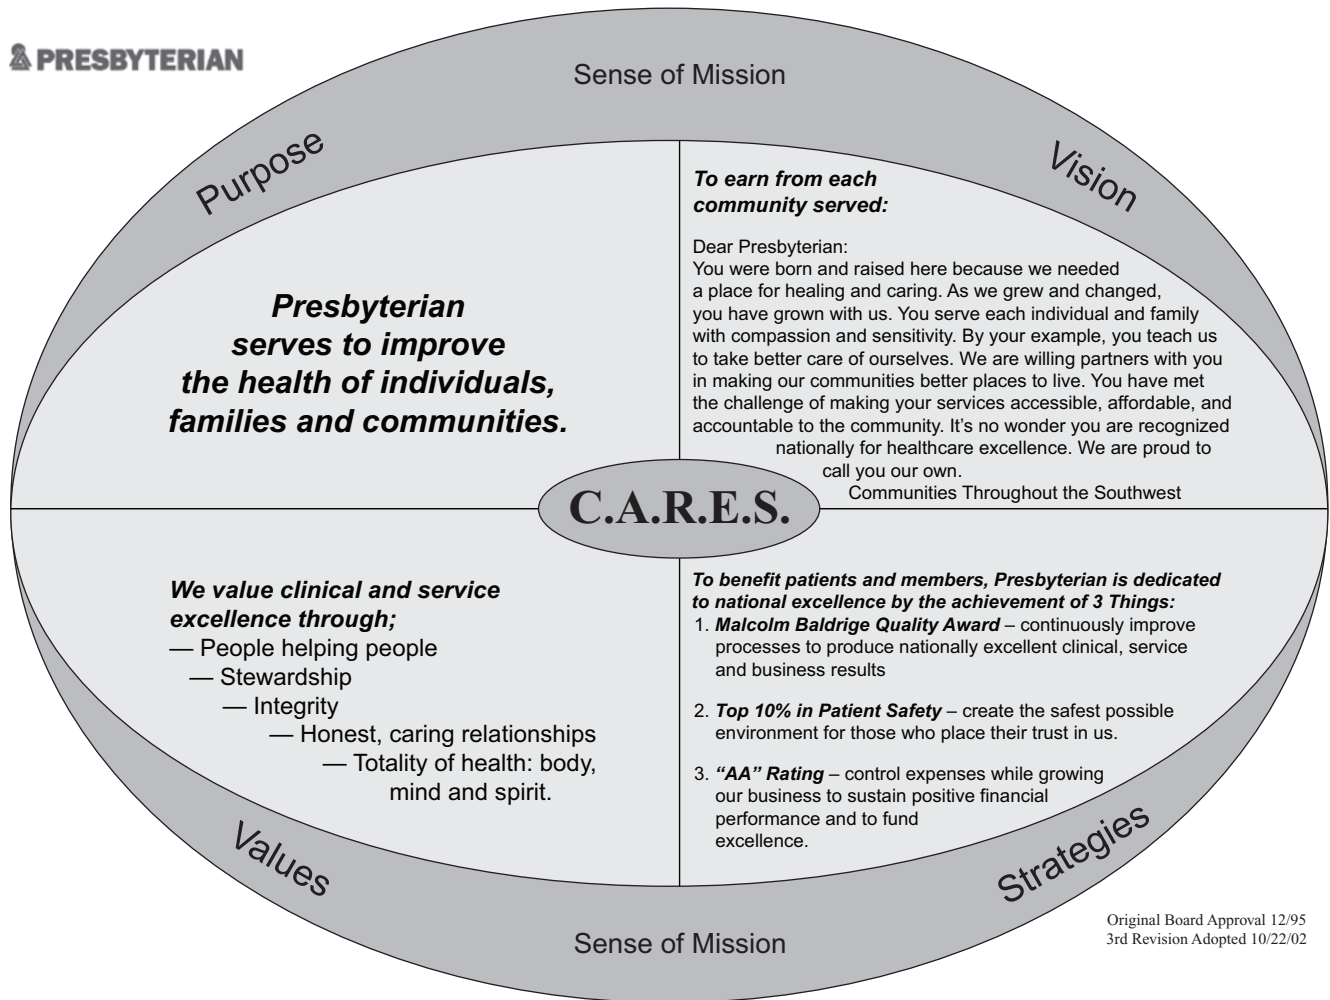 PRESBYTERIAN
Sense of Mission
Purpose
Vision
Presbyterian
serves to improve
the health of individuals,
families and communities.
To earn from each
community served:
Dear Presbyterian:
You were born and raised here because we needed
a place for healing and caring. As we grew and changed,
you have grown with us. You serve each individual and family
with compassion and sensitivity. By your example, you teach us
to take better care of ourselves. We are willing partners with you
in making our communities better places to live. You have met
the challenge of making your services accessible, affordable, and
accountable to the community. It’s no wonder you are recognized
nationally for healthcare excellence. We are proud to
call you our own.
Communities Throughout the Southwest
C.A.R.E.S.
We value clinical and service
excellence through;
— People helping people
— Stewardship
— Integrity
— Honest, caring relationships
— Totality of health: body,
mind and spirit.
To benefit patients and members, Presbyterian is dedicated
to national excellence by the achievement of 3 Things:
1. Malcolm Baldrige Quality Award – continuously improve
processes to produce nationally excellent clinical, service
and business results
2. Top 10% in Patient Safety – create the safest possible
environment for those who place their trust in us.
3. “AA” Rating – control expenses while growing
our business to sustain positive financial
performance and to fund
excellence.
Values
Strategies
Sense of Mission
Original Board Approval 12/95
3rd Revision Adopted 10/22/02